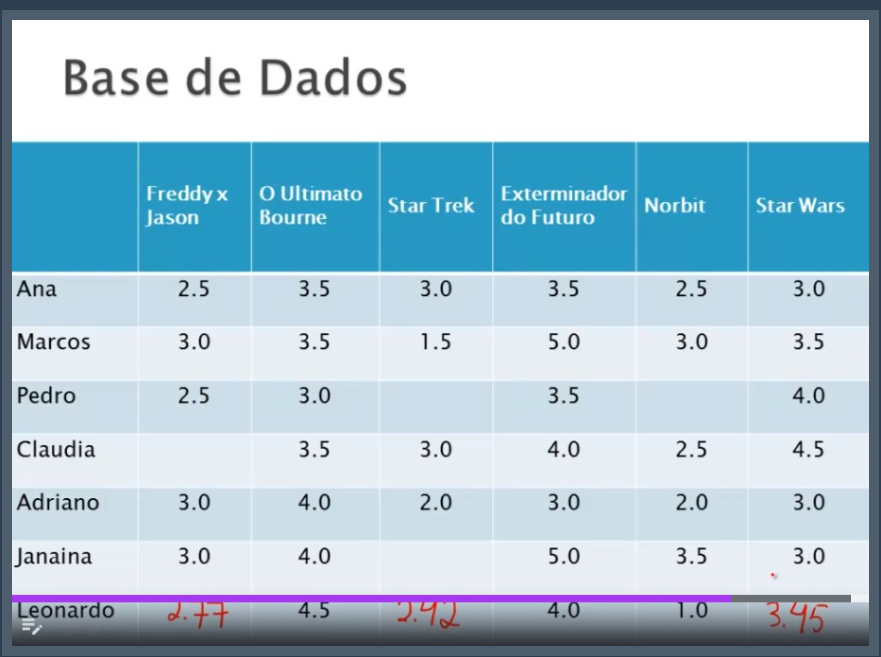 Base de Dados
Freddy x Jason O Ultimato Bourne Star Trek Exterminador do Futuro Norbit Star Wars
Ana 2.5 3.5 3.0 3.5 2.5 3.0
Marcos 3.0 3.5 1.5 5.0 3.0 3.5
Pedro 2.5 3.0 3.5 4.0
Claudia 3.5 3.0 4.0 2.5 4.5
Adriano 3.0 4.0 2.0 3.0 2.0 3.0
Janaina 3.0 4.0 5.0 3.5 3.0
Leonardo 2.77 4.5 2.42 4.0 1.0 3.45